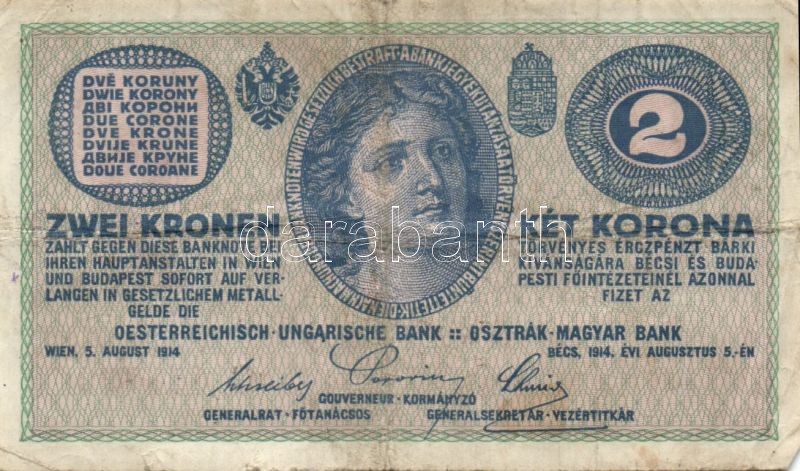 DVĚ KORUNY
DWIE KORONY
ДВІ КОРОНИ
DUE CORONE
DVE KRONE
DVIJE KRUNE
ДВИЈЕ КРУНЕ
DOUE COROANE
2
ZWEI KRONEN
ZAHLT GEGEN DIESE BANKNOTE BEI
IHREN HAUPTANSTALTEN IN WIEN
UND BUDAPEST SOFORT AUF VER-
LANGEN IN GESETZLICHEM METALL-
GELDE DIE
KÉT KORONA
TÖRVÉNYES ÉRCZPÉNZT BÁRKI
KIVÁNSÁGÁRA BÉCSI ÉS BUDA-
PESTI FŐINTÉZETEINÉL AZONNAL
FIZET AZ
darabanth
OESTERREICHISCH-UNGARISCHE BANK :: OSZTRÁK-MAGYAR BANK
WIEN, 5. AUGUST 1914
BÉCS, 1914. ÉVI AUGUSZTUS 5.-ÉN
GOUVERNEUR · KORMÁNYZÓ
GENERALRAT · FŐTANÁCSOS
GENERALSEKRETÄR · VEZÉRTITKÁR